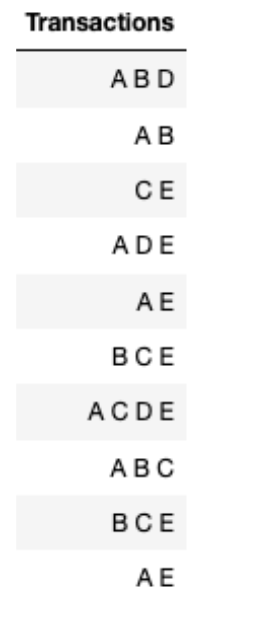 Transactions
A B D
A B
C E
A D E
A E
B C E
A C D E
A B C
B C E
A E